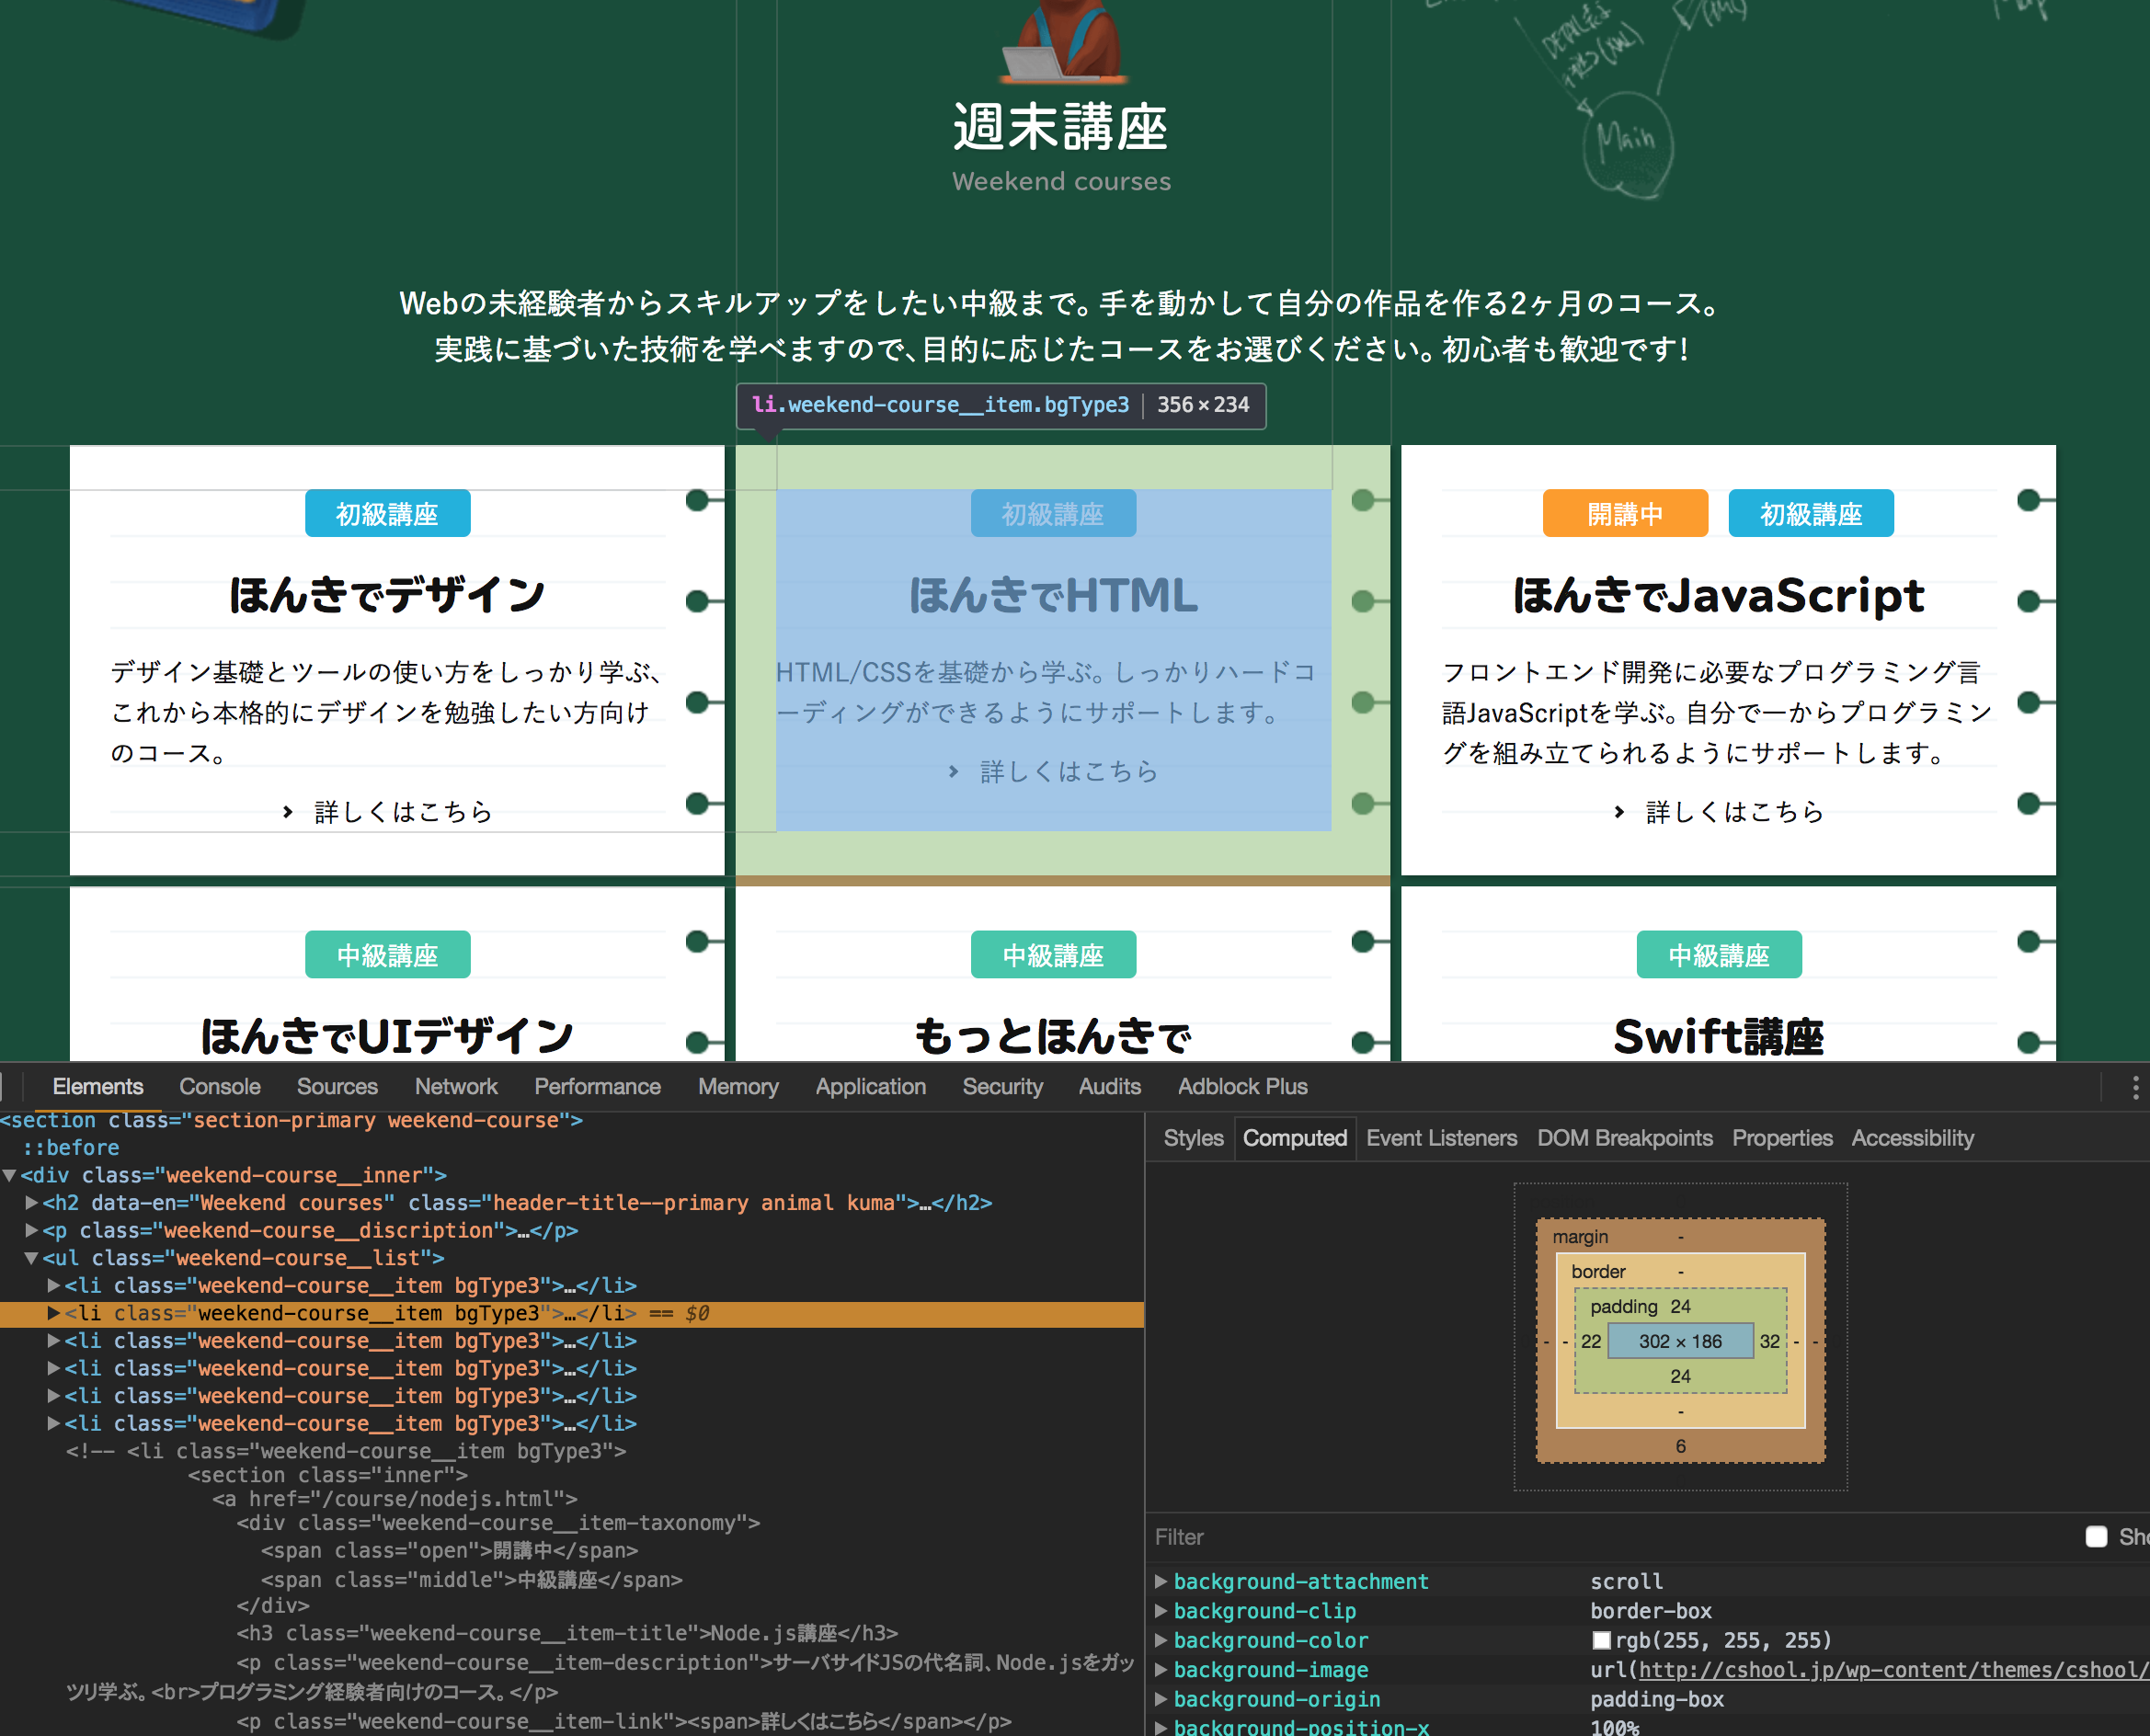 DETAIL
(XML)
Main
週末講座
Weekend courses
Webの未経験者からスキルアップをしたい中級まで。手を動かして自分の作品を作る2ヶ月のコース。
実践に基づいた技術を学べますので、目的に応じたコースをお選びください。初心者も歓迎です!
li.weekend-course__item.bgType3 356×234
初級講座
ほんきでデザイン
デザイン基礎とツールの使い方をしっかり学ぶ、
これから本格的にデザインを勉強したい方向け
のコース。
詳しくはこちら
初級講座
ほんきでHTML
HTML/CSSを基礎から学ぶ。しっかりハードコ
ーディングができるようにサポートします。
詳しくはこちら
開講中 初級講座
ほんきでJavaScript
フロントエンド開発に必要なプログラミング言
語JavaScriptを学ぶ。自分で一からプログラミン
グを組み立てられるようにサポートします。
詳しくはこちら
中級講座
ほんきでUIデザイン
中級講座
もっとほんきで
中級講座
Swift講座
Elements Console Sources Network Performance Memory Application Security Audits Adblock Plus
<section class="section-primary weekend-course">
::before
<div class="weekend-course__inner">
<h2 data-en="Weekend courses" class="header-title--primary animal kuma">…</h2>
<p class="weekend-course__discription">…</p>
<ul class="weekend-course__list">
<li class="weekend-course__item bgType3">…</li>
<li class="weekend-course__item bgType3">…</li> == $0
<li class="weekend-course__item bgType3">…</li>
<li class="weekend-course__item bgType3">…</li>
<li class="weekend-course__item bgType3">…</li>
<li class="weekend-course__item bgType3">…</li>
<!-- <li class="weekend-course__item bgType3">
<section class="inner">
<a href="/course/nodejs.html">
<div class="weekend-course__item-taxonomy">
<span class="open">開講中</span>
<span class="middle">中級講座</span>
</div>
<h3 class="weekend-course__item-title">Node.js講座</h3>
<p class="weekend-course__item-description">サーバサイドJSの代名詞、Node.jsをガッ
ツリ学ぶ。<br>プログラミング経験者向けのコース。</p>
<p class="weekend-course__item-link"><span>詳しくはこちら</span></p>
Styles Computed Event Listeners DOM Breakpoints Properties Accessibility
margin -
border -
padding 24
- - 22 302 × 186 32 - -
24
-
6
Filter Sho
background-attachment scroll
background-clip border-box
background-color rgb(255, 255, 255)
background-image url(http://cshool.jp/wp-content/themes/cshool/
background-origin padding-box
background-position-x 100%